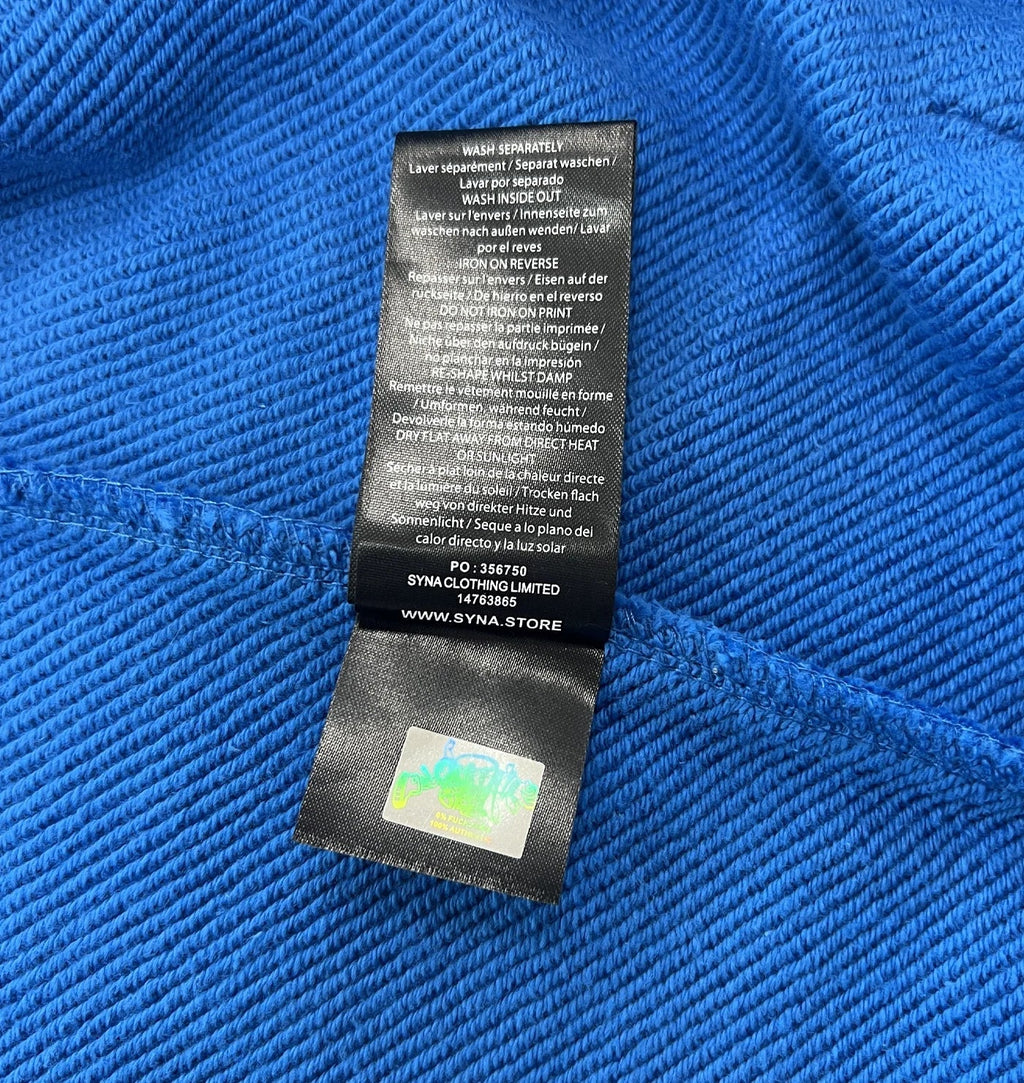 WASH SEPARATELY
Laver séparément / Separat waschen /
Lavar por separado
WASH INSIDE OUT
Laver sur l'envers / Innenseite zum
waschen nach außen wenden/ Lavar
por el reves
IRON ON REVERSE
Repasser sur l'envers / Eisen auf der
rückseite / De hierro en el reverso
DO NOT IRON ON PRINT
Ne pas repasser la partie imprimée /
Niche über den aufdruck bügeln /
no planchar en la impresión
RE-SHAPE WHILST DAMP
Remettre le vêtement mouille en forme
/ Umformen, während feucht /
Devolverle la forma estando húmedo
DRY FLAT AWAY FROM DIRECT HEAT
OR SUNLIGHT
Sécher à plat loin de la chaleur directe
et la lumière du soleil / Trocken flach
weg von direkter Hitze und
Sonnenlicht / Seque a lo plano del
calor directo y la luz solar
PO : 356750
SYNA CLOTHING LIMITED
14763865
WWW.SYNA.STORE
100%